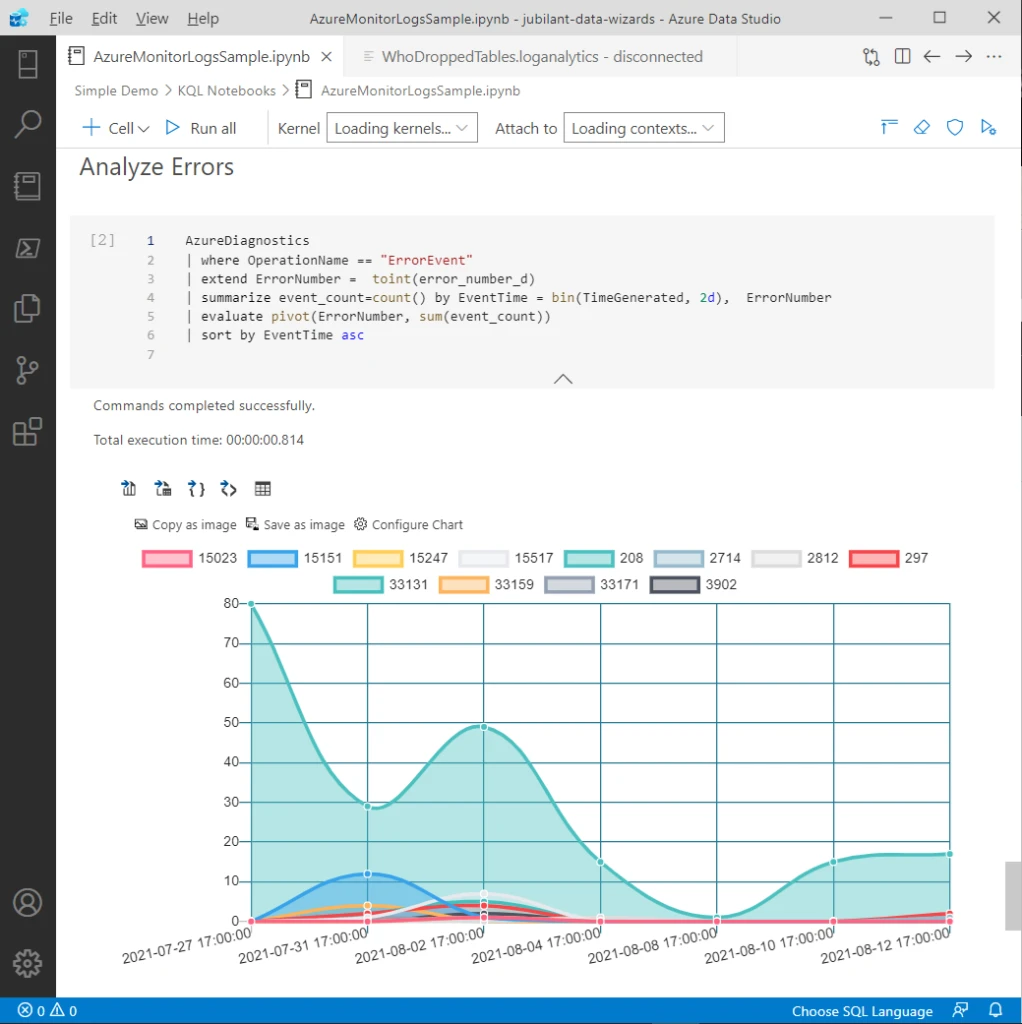 File Edit View Help AzureMonitorLogsSample.ipynb - jubilant-data-wizards - Azure Data Studio
AzureMonitorLogsSample.ipynb WhoDroppedTables.loganalytics - disconnected
Simple Demo > KQL Notebooks > AzureMonitorLogsSample.ipynb
Cell Run all Kernel Loading kernels... Attach to Loading contexts...
Analyze Errors
[2] 1 AzureDiagnostics
2 | where OperationName == "ErrorEvent"
3 | extend ErrorNumber =  toint(error_number_d)
4 | summarize event_count=count() by EventTime = bin(TimeGenerated, 2d),  ErrorNumber
5 | evaluate pivot(ErrorNumber, sum(event_count))
6 | sort by EventTime asc
7
Commands completed successfully.
Total execution time: 00:00:00.814
Copy as image Save as image Configure Chart
15023 15151 15247 15517 208 2714 2812 297
33131 33159 33171 3902
80
70
60
50
40
30
20
10
0
2021-07-27 17:00:00 2021-07-31 17:00:00 2021-08-02 17:00:00 2021-08-04 17:00:00 2021-08-08 17:00:00 2021-08-10 17:00:00 2021-08-12 17:00:00
0 0 Choose SQL Language